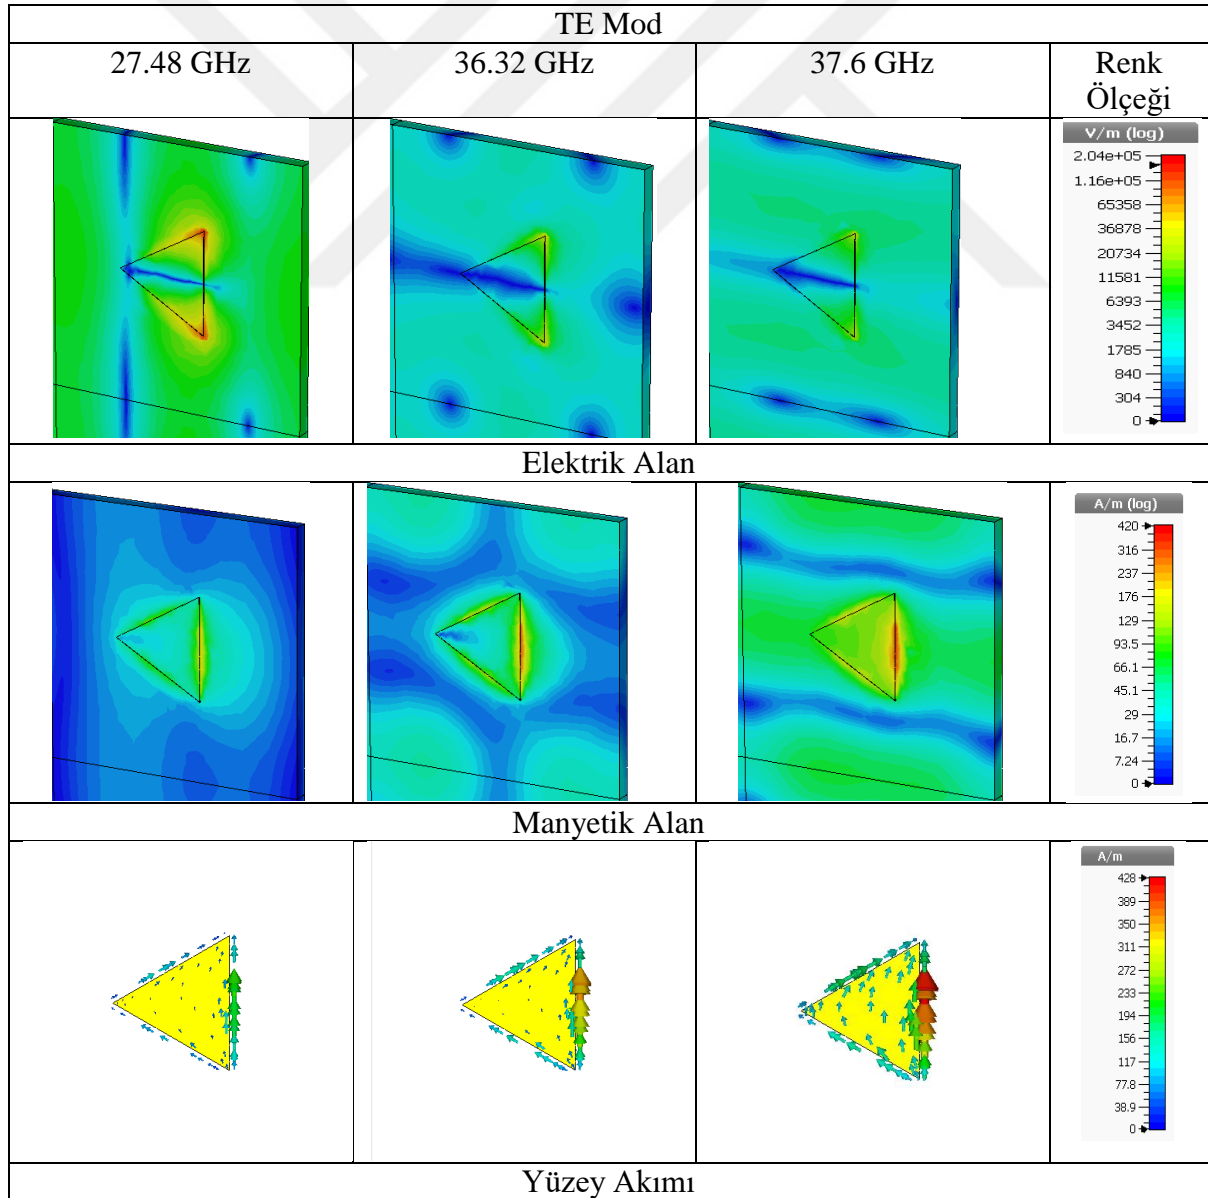 TE Mod
27.48 GHz
36.32 GHz
37.6 GHz
Renk
Ölçeği
V/m (log)
2.04e+05
1.16e+05
65358
36878
20734
11581
6393
3452
1785
840
304
0
Elektrik Alan
A/m (log)
420
316
237
176
129
93.5
66.1
45.1
29
16.7
7.24
0
Manyetik Alan
A/m
428
389
350
311
272
233
194
156
117
77.8
38.9
0
Yüzey Akımı